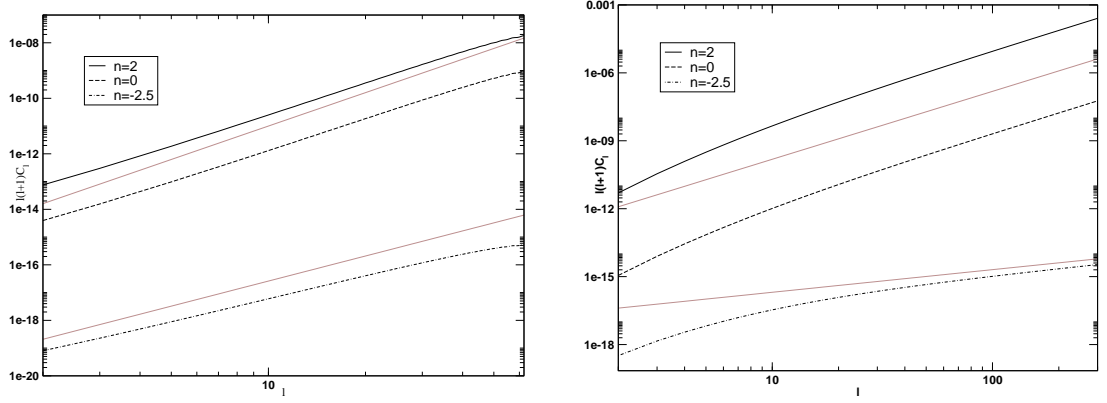 l(l+1)C_l
1e-08
1e-10
1e-12
1e-14
1e-16
1e-18
1e-20
n=2
n=0
n=-2.5
10
l
l(l+1)C_l
0.001
1e-06
1e-09
1e-12
1e-15
1e-18
n=2
n=0
n=-2.5
10
100
l